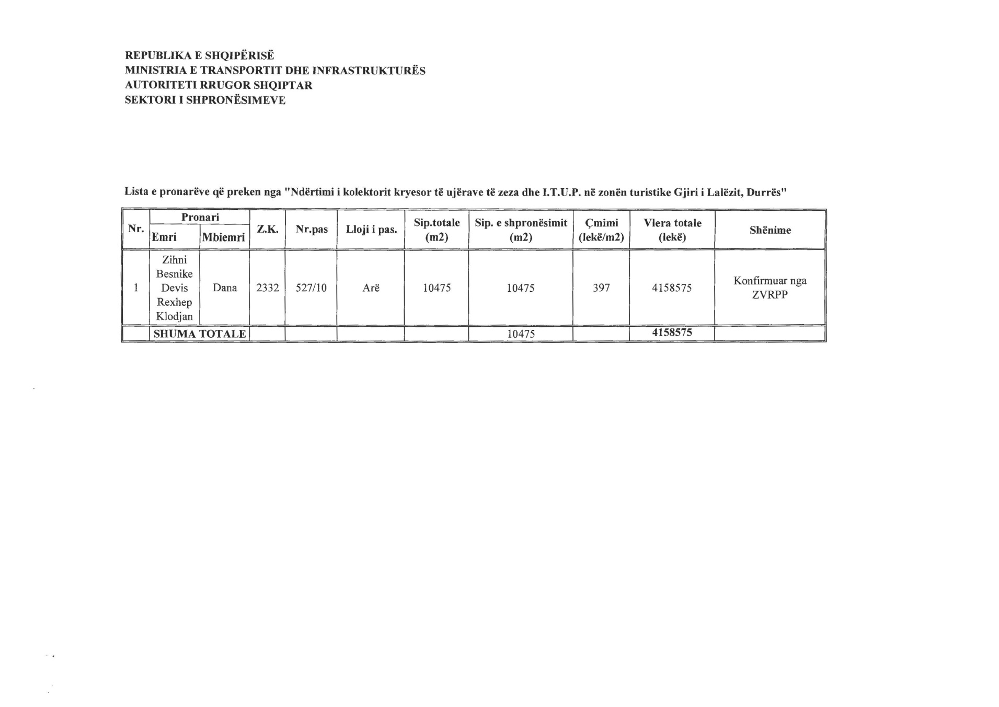 REPUBLIKA E SHQIPËRISË
MINISTRIA E TRANSPORTIT DHE INFRASTRUKTURËS
AUTORITETI RRUGOR SHQIPTAR
SEKTORI I SHPRONËSIMEVE
Lista e pronarëve që preken nga "Ndërtimi i kolektorit kryesor të ujërave të zeza dhe I.T.U.P. në zonën turistike Gjiri i Lalëzit, Durrës"
Nr.
Pronari
Emri
Mbiemri
Z.K.
Nr.pas
Lloji i pas.
Sip.totale
(m2)
Sip. e shpronësimit
(m2)
Çmimi
(lekë/m2)
Vlera totale
(lekë)
Shënime
1
Zihni
Besnike
Devis
Rexhep
Klodjan
Dana
2332
527/10
Arë
10475
10475
397
4158575
Konfirmuar nga
ZVRPP
SHUMA TOTALE
10475
4158575